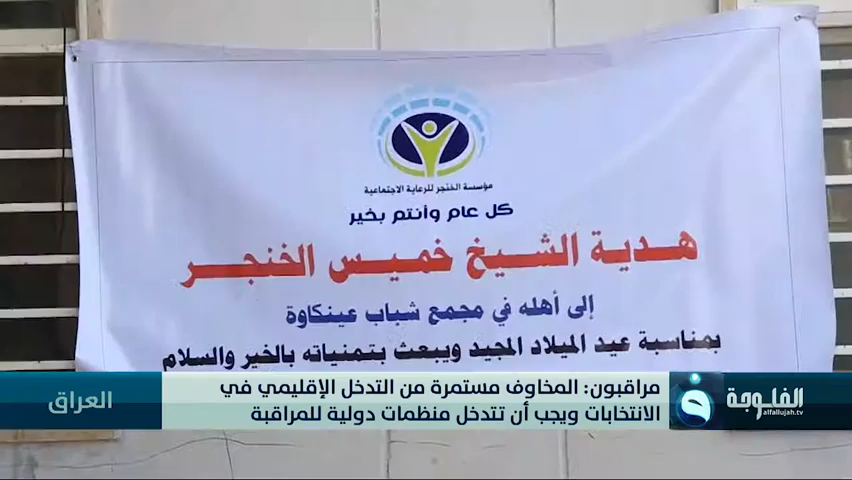 مؤسسة الخنجر للرعاية الاجتماعية
كل عام وأنتم بخير
هدية الشيخ خميس الخنجر
إلى أهله في مجمع شباب عينكاوة
بمناسبة عيد الميلاد المجيد ويبعث بتمنياته بالخير والسلام
مراقبون: المخاوف مستمرة من التدخل الإقليمي في
الانتخابات ويجب أن تتدخل منظمات دولية للمراقبة
العراق
الفلوجة
alfallujah.tv